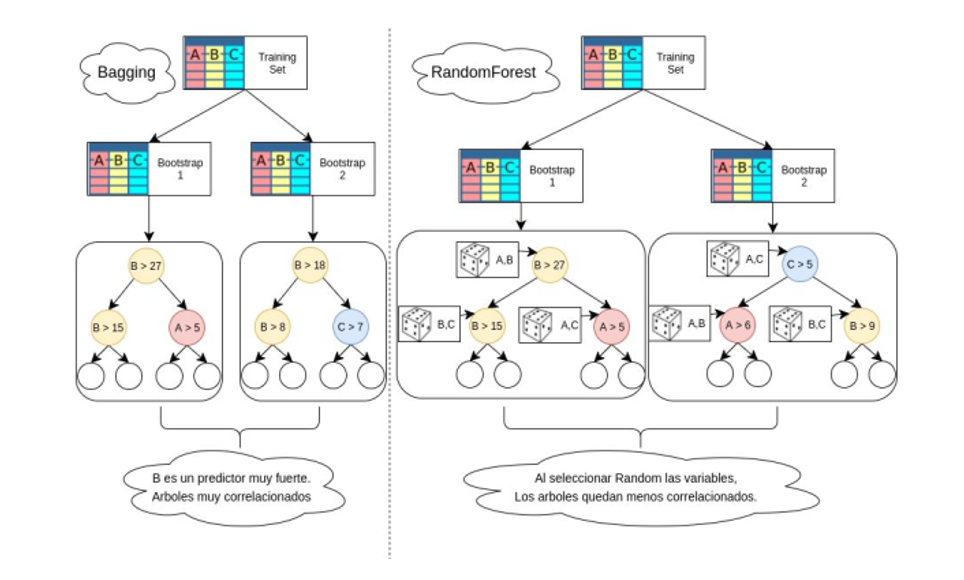 Bagging
A B C
Training
Set
A B C
Bootstrap
1
A B C
Bootstrap
2
B > 27
B > 15
A > 5
B > 18
B > 8
C > 7
B es un predictor muy fuerte.
Arboles muy correlacionados
RandomForest
A B C
Training
Set
A B C
Bootstrap
1
A B C
Bootstrap
2
A,B
B > 27
B,C
B > 15
A,C
A > 5
A,C
C > 5
A,B
A > 6
B,C
B > 9
Al seleccionar Random las variables,
Los arboles quedan menos correlacionados.